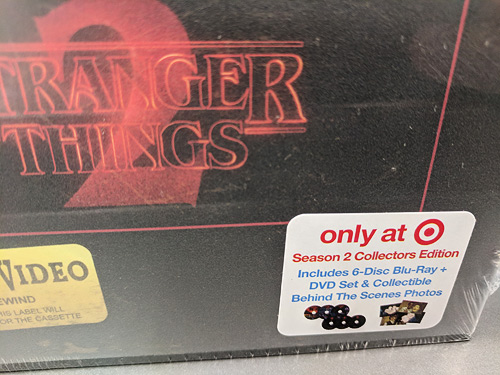 TRANGER
THINGS
2
VIDEO
EWIND
HIS LABEL WILL
OR THE CASSETTE
only at
Season 2 Collectors Edition
Includes 6-Disc Blu-Ray +
DVD Set & Collectible
Behind The Scenes Photos